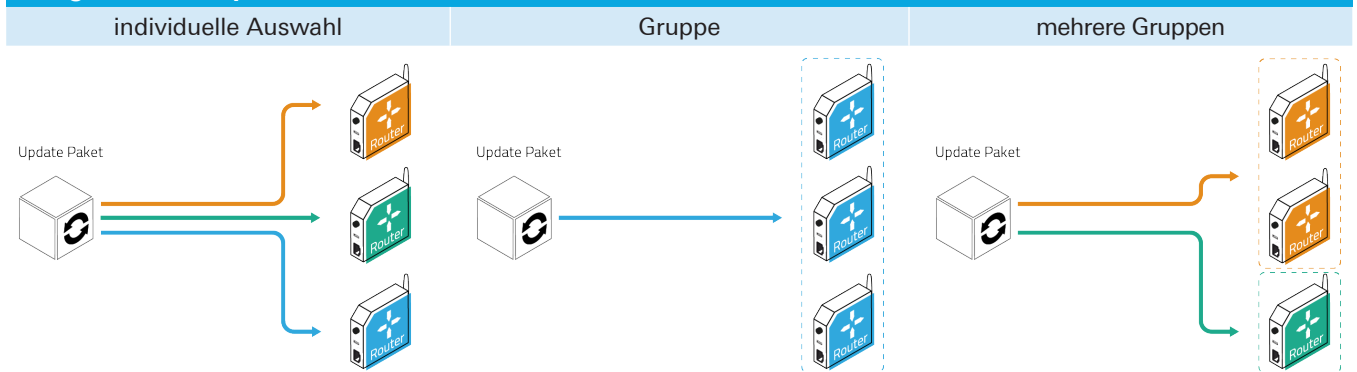 individuelle Auswahl
Gruppe
mehrere Gruppen
Update Paket
Router
Router
Router
Update Paket
Router
Router
Router
Update Paket
Router
Router
Router